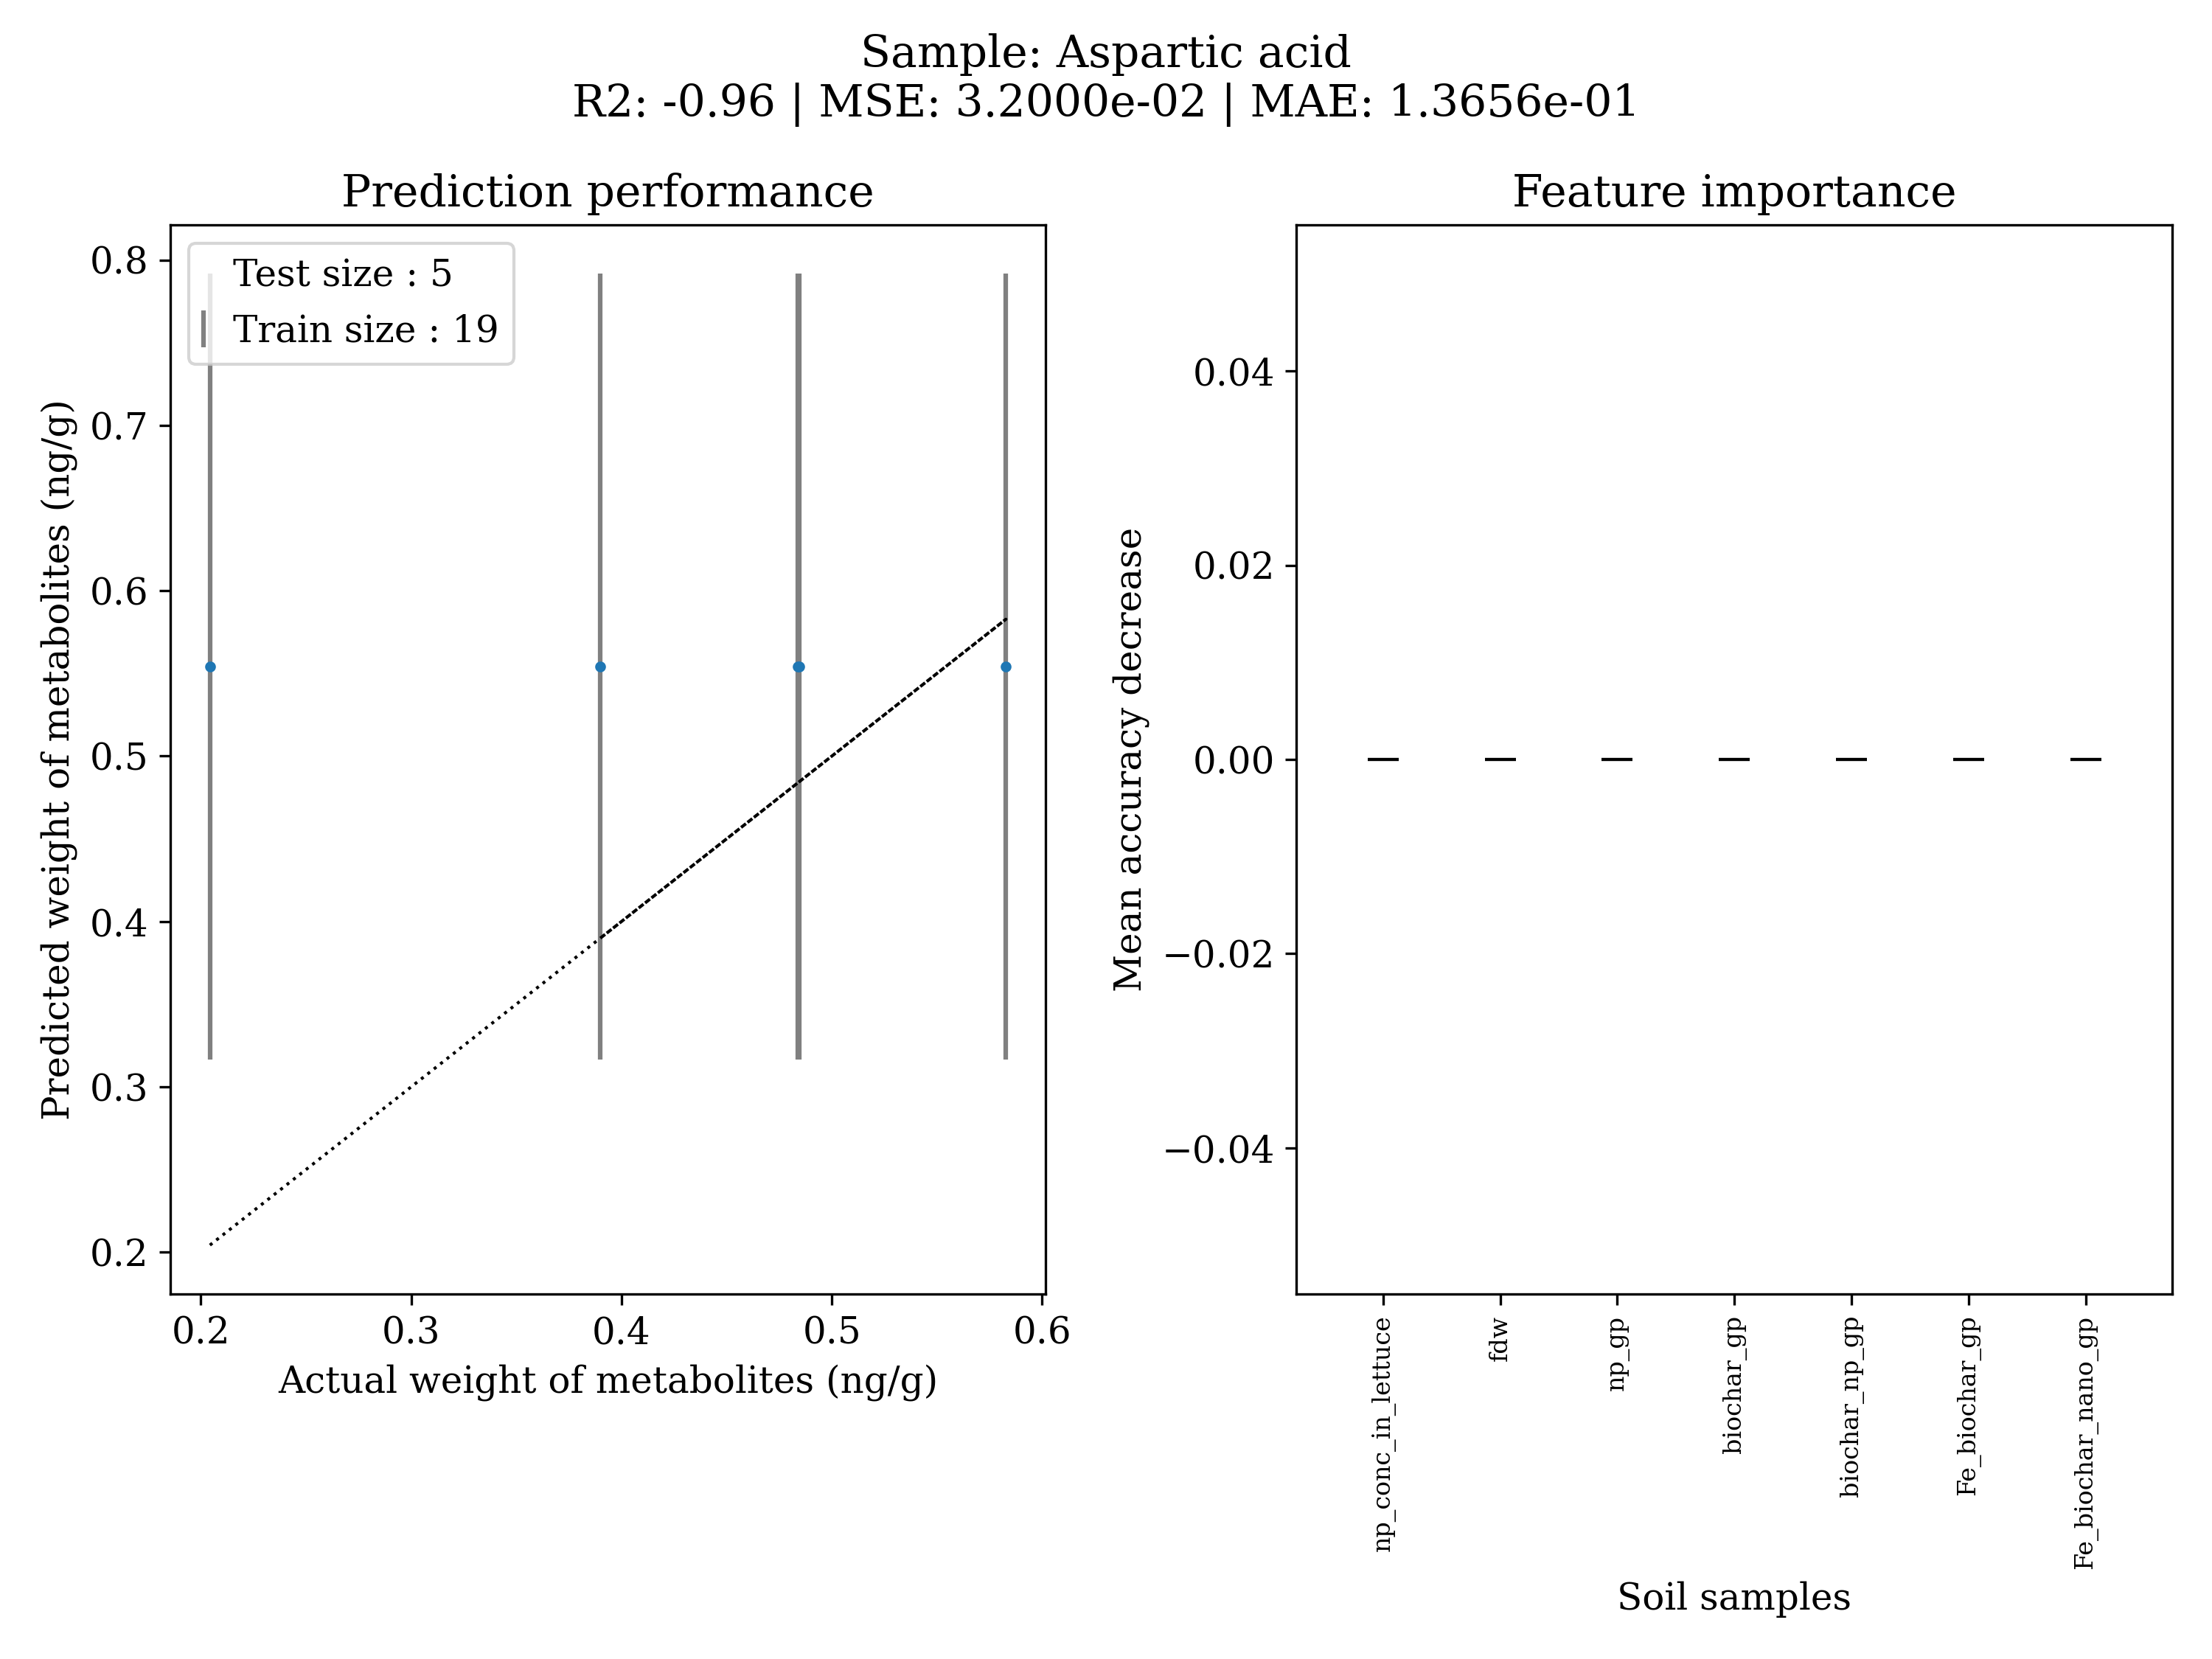 Sample: Aspartic acid
R2: -0.96 | MSE: 3.2000e-02 | MAE: 1.3656e-01
Prediction performance
Test size : 5
Train size : 19
0.8
0.7
0.6
0.5
0.4
0.3
0.2
Predicted weight of metabolites (ng/g)
0.2 0.3 0.4 0.5 0.6
Actual weight of metabolites (ng/g)
Feature importance
0.04
0.02
0.00
−0.02
−0.04
Mean accuracy decrease
np_conc_in_lettuce
fdw
np_gp
biochar_gp
biochar_np_gp
Fe_biochar_gp
Fe_biochar_nano_gp
Soil samples